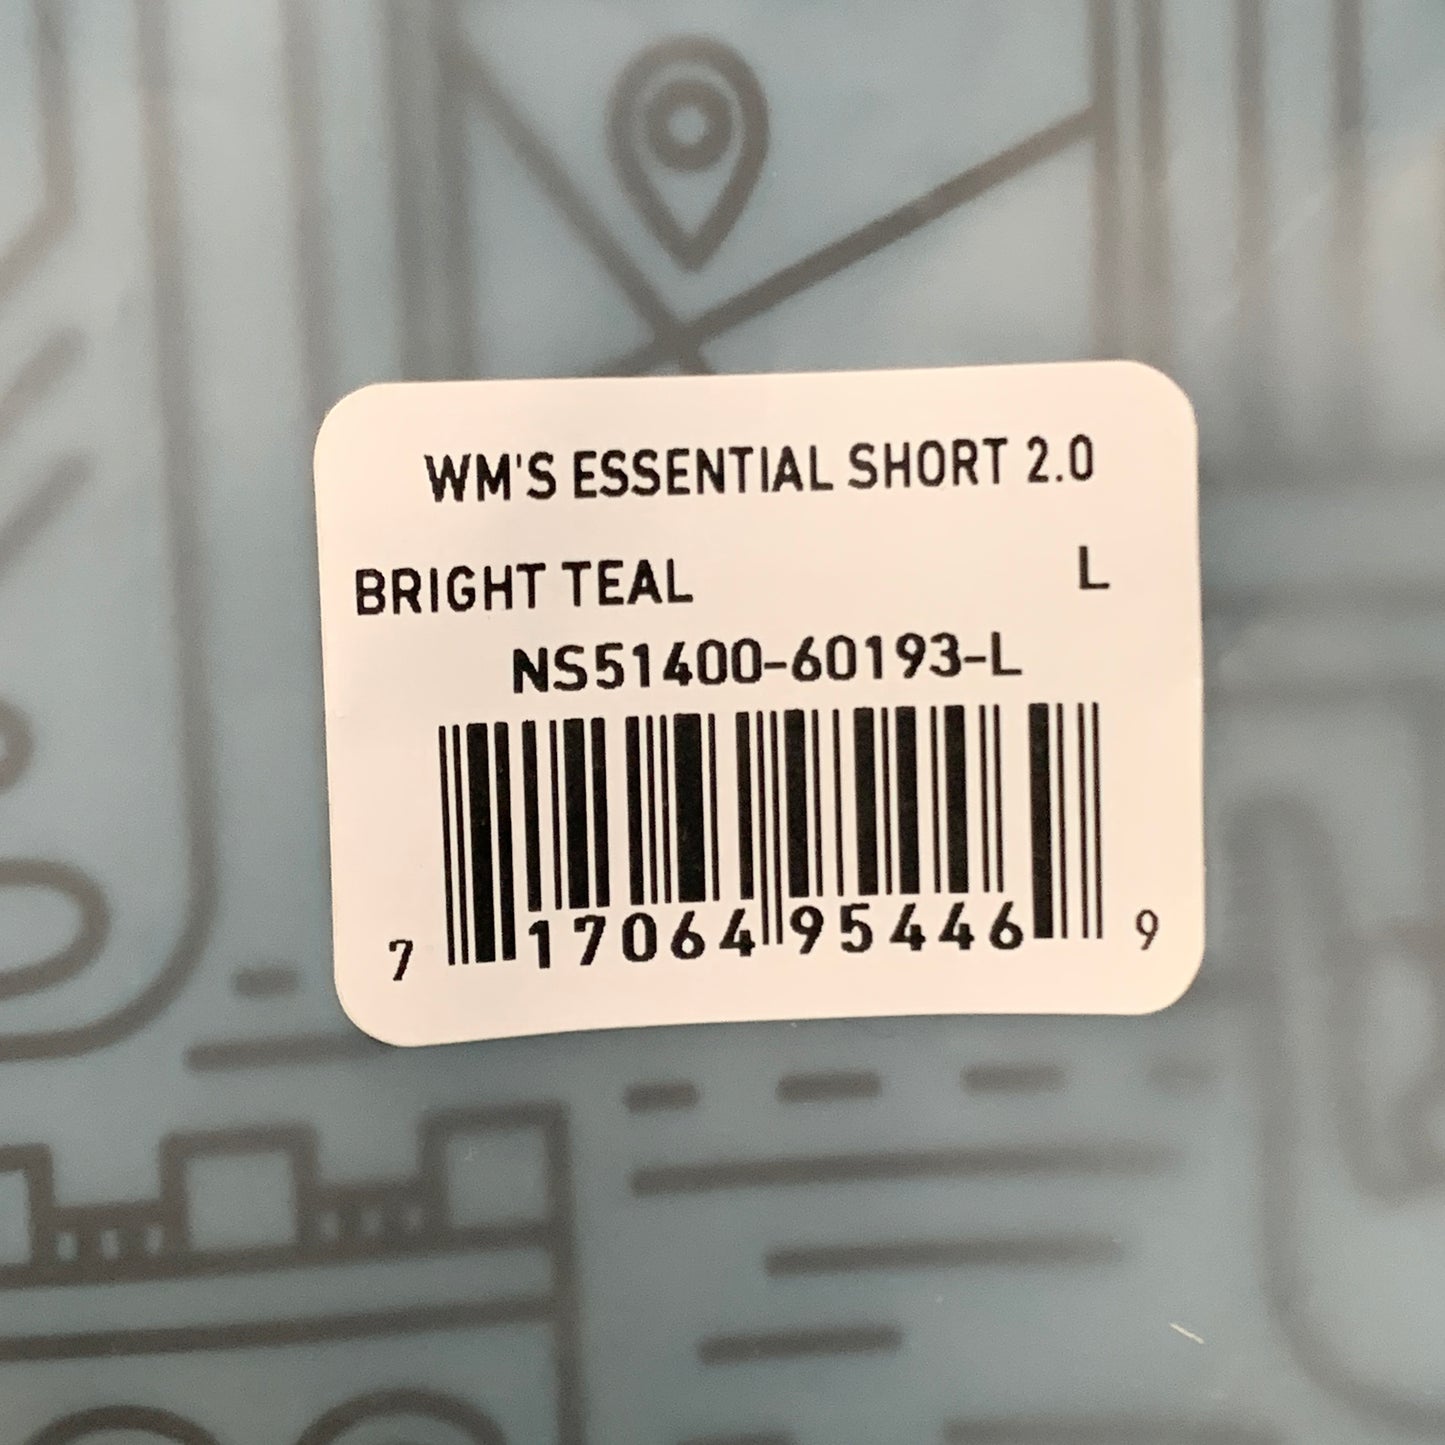 WM'S ESSENTIAL SHORT 2.0
BRIGHT TEAL L
NS51400-60193-L
7 17064 95446 9